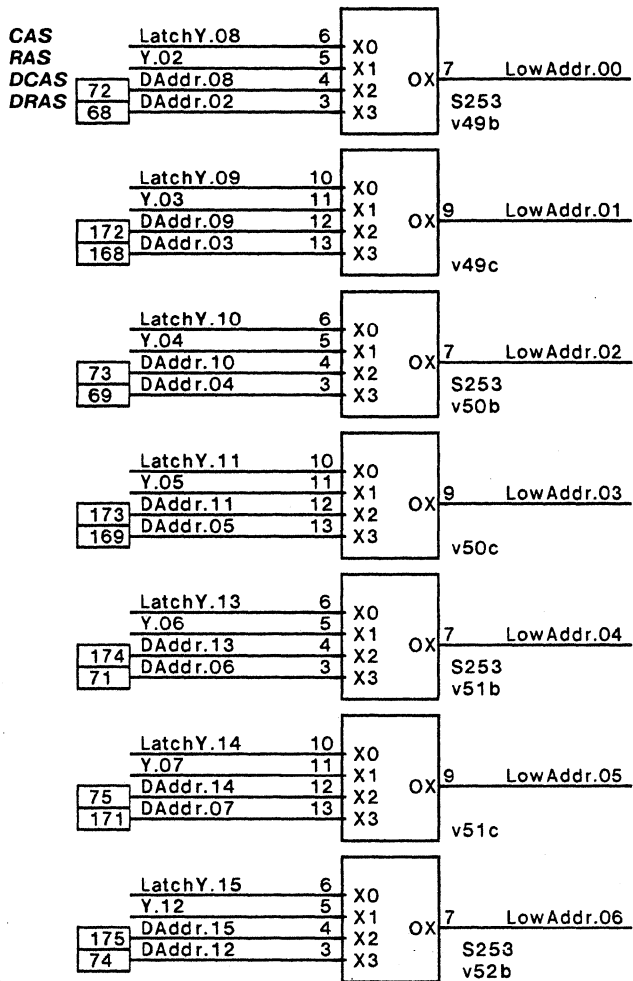 CAS LatchY.08 6 X0
RAS Y.02 5 X1 OX 7 LowAddr.00
DCAS 72 DAddr.08 4 X2
DRAS 68 DAddr.02 3 X3
S253
v49b
LatchY.09 10 X0
Y.03 11 X1 OX 9 LowAddr.01
172 DAddr.09 12 X2
168 DAddr.03 13 X3
v49c
LatchY.10 6 X0
Y.04 5 X1 OX 7 LowAddr.02
73 DAddr.10 4 X2
69 DAddr.04 3 X3
S253
v50b
LatchY.11 10 X0
Y.05 11 X1 OX 9 LowAddr.03
173 DAddr.11 12 X2
169 DAddr.05 13 X3
v50c
LatchY.13 6 X0
Y.06 5 X1 OX 7 LowAddr.04
174 DAddr.13 4 X2
71 DAddr.06 3 X3
S253
v51b
LatchY.14 10 X0
Y.07 11 X1 OX 9 LowAddr.05
75 DAddr.14 12 X2
171 DAddr.07 13 X3
v51c
LatchY.15 6 X0
Y.12 5 X1 OX 7 LowAddr.06
175 DAddr.15 4 X2
74 DAddr.12 3 X3
S253
v52b